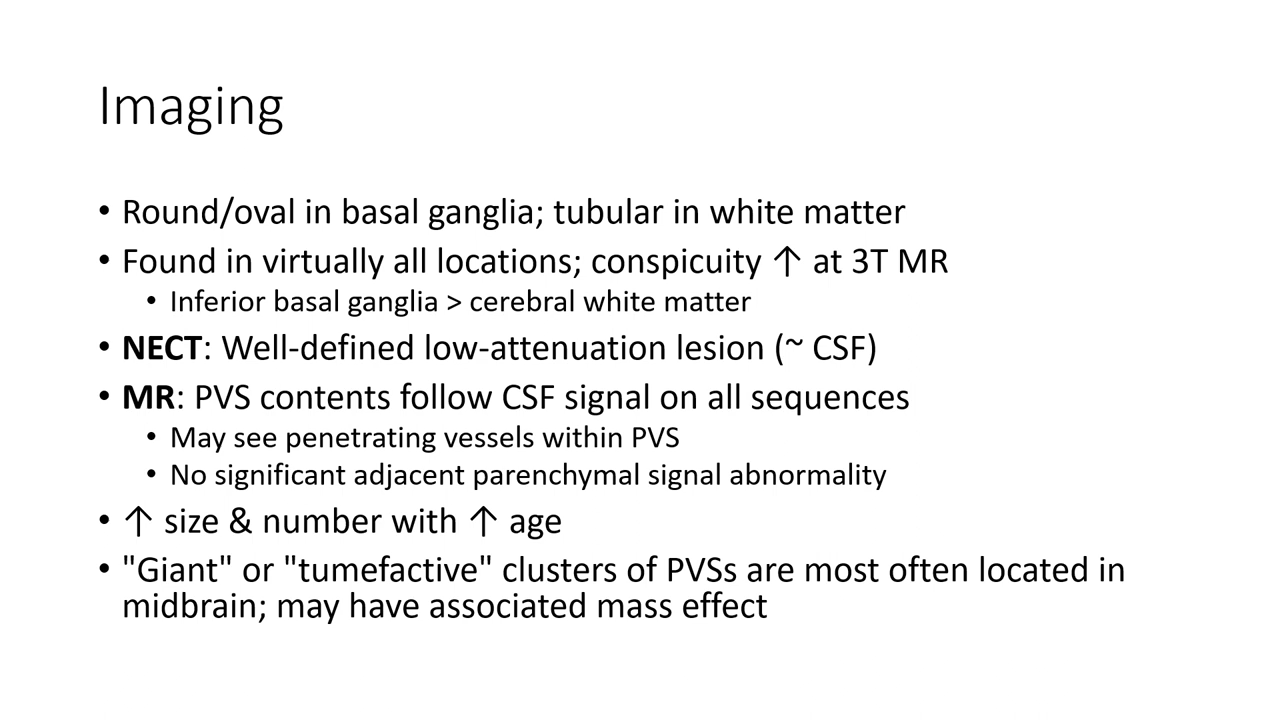 Imaging
• Round/oval in basal ganglia; tubular in white matter
• Found in virtually all locations; conspicuity ↑ at 3T MR
• Inferior basal ganglia > cerebral white matter
• NECT: Well-defined low-attenuation lesion (~ CSF)
• MR: PVS contents follow CSF signal on all sequences
• May see penetrating vessels within PVS
• No significant adjacent parenchymal signal abnormality
• ↑ size & number with ↑ age
• "Giant" or "tumefactive" clusters of PVSs are most often located in
midbrain; may have associated mass effect